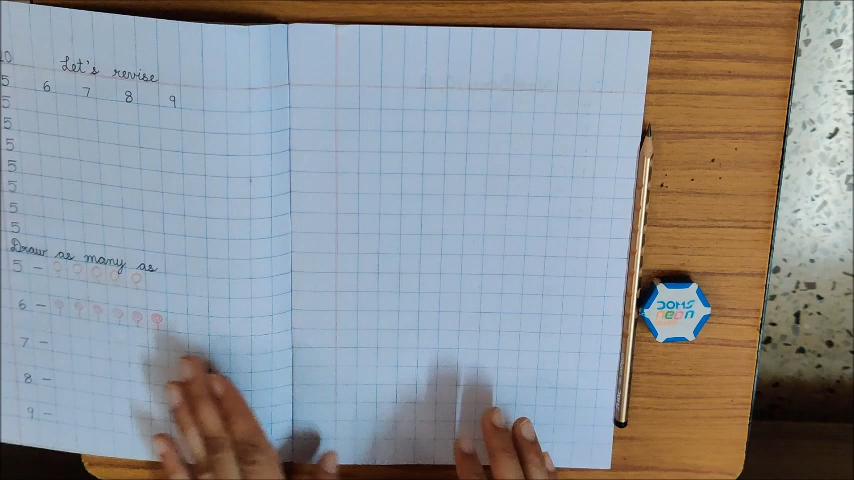 10
Let's revise
5 6 7 8 9
5
5
5
5
5
5
5
Draw as many as
5 -
6 -
7 -
8 -
9 -
DOMS
neon